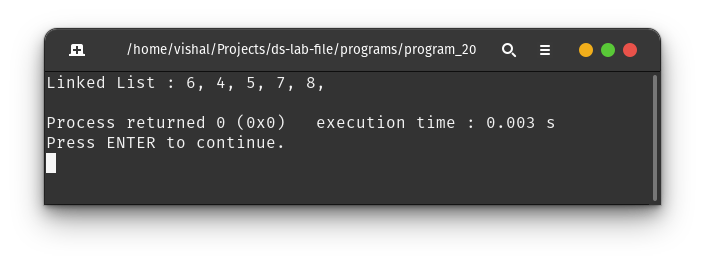 /home/vishal/Projects/ds-lab-file/programs/program_20
Linked List : 6, 4, 5, 7, 8,
Process returned 0 (0x0)   execution time : 0.003 s
Press ENTER to continue.